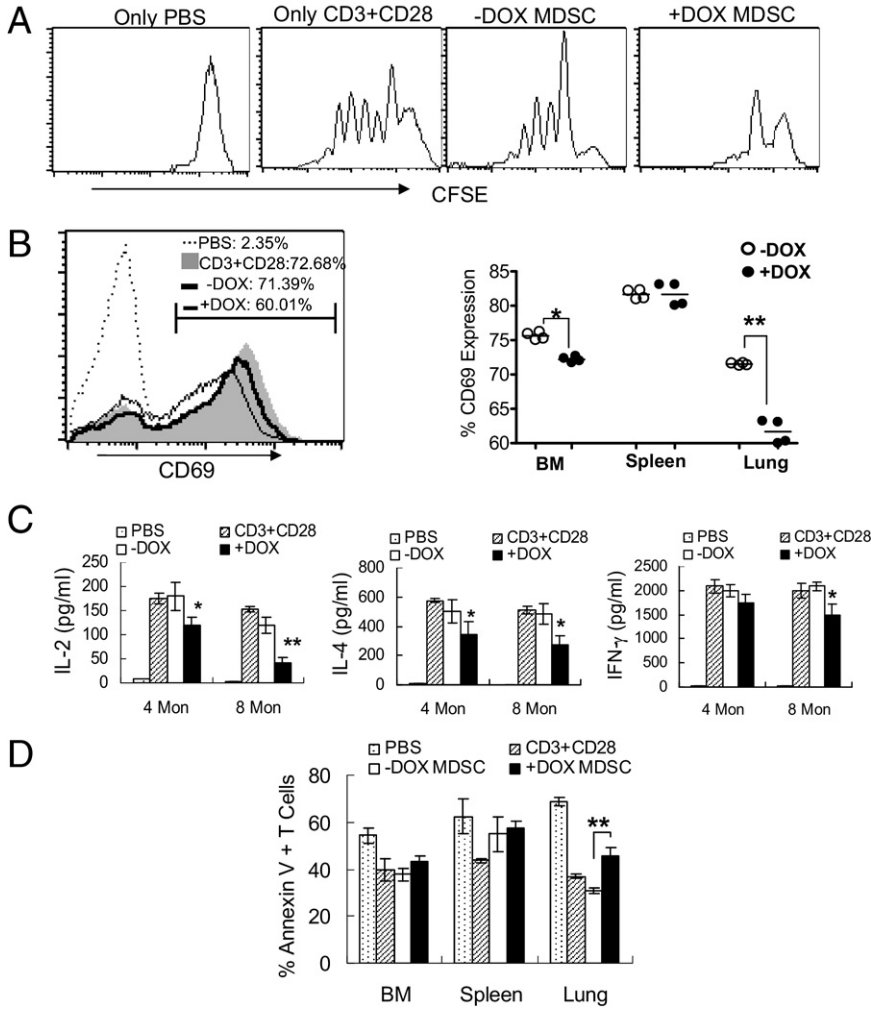 A
Only PBS
Only CD3+CD28
-DOX MDSC
+DOX MDSC
CFSE
B
PBS: 2.35%
CD3+CD28:72.68%
-DOX: 71.39%
+DOX: 60.01%
CD69
-DOX
+DOX
% CD69 Expression
85
80
75
70
65
60
*
**
BM
Spleen
Lung
C
PBS
CD3+CD28
-DOX
+DOX
IL-2 (pg/ml)
250
200
150
100
50
0
*
**
4 Mon
8 Mon
PBS
CD3+CD28
-DOX
+DOX
IL-4 (pg/ml)
800
600
400
200
0
*
*
4 Mon
8 Mon
PBS
CD3+CD28
-DOX
+DOX
IFN-γ (pg/ml)
2500
2000
1500
1000
500
0
*
4 Mon
8 Mon
D
PBS
CD3+CD28
-DOX MDSC
+DOX MDSC
% Annexin V + T Cells
80
60
40
20
0
**
BM
Spleen
Lung